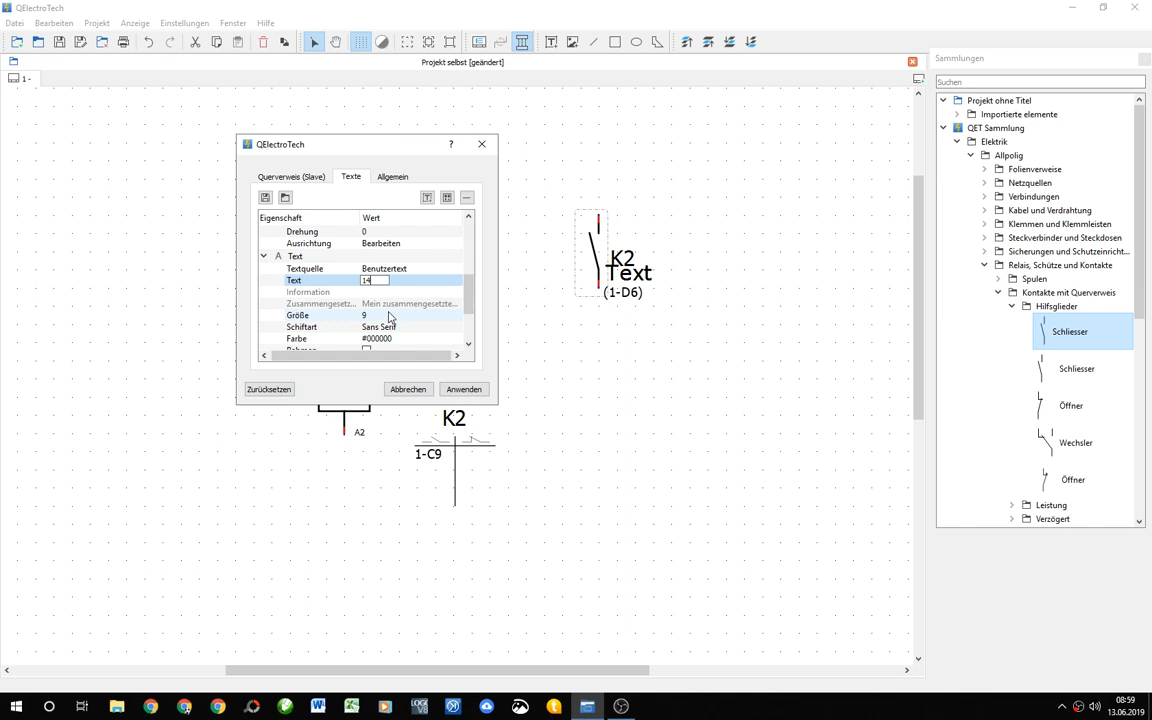 QElectroTech
Datei Bearbeiten Projekt Anzeige Einstellungen Fenster Hilfe
Projekt selbst [geändert]
Sammlungen
1 -
Suchen
Projekt ohne Titel
Importierte elemente
QET Sammlung
Elektrik
Allpolig
Folienverweise
Netzquellen
Verbindungen
Kabel und Verdrahtung
Klemmen und Klemmleisten
Steckverbinder und Steckdosen
Sicherungen und Schutzeinricht...
Relais, Schütze und Kontakte
Spulen
Kontakte mit Querverweis
Hilfsglieder
Schliesser
Schliesser
Öffner
Wechsler
Öffner
Leistung
Verzögert
QElectroTech
?
Querverweis (Slave) Texte Allgemein
Eigenschaft Wert
Drehung 0
Ausrichtung Bearbeiten
A Text
Textquelle Benutzertext
Text 14
Information
Zusammengesetz... Mein zusammengesetzte...
Größe 9
Schiftart Sans Serif
Farbe #000000
Zurücksetzen Abbrechen Anwenden
K2
Text
(1-D6)
A2
K2
1-C9
08:59
13.06.2019